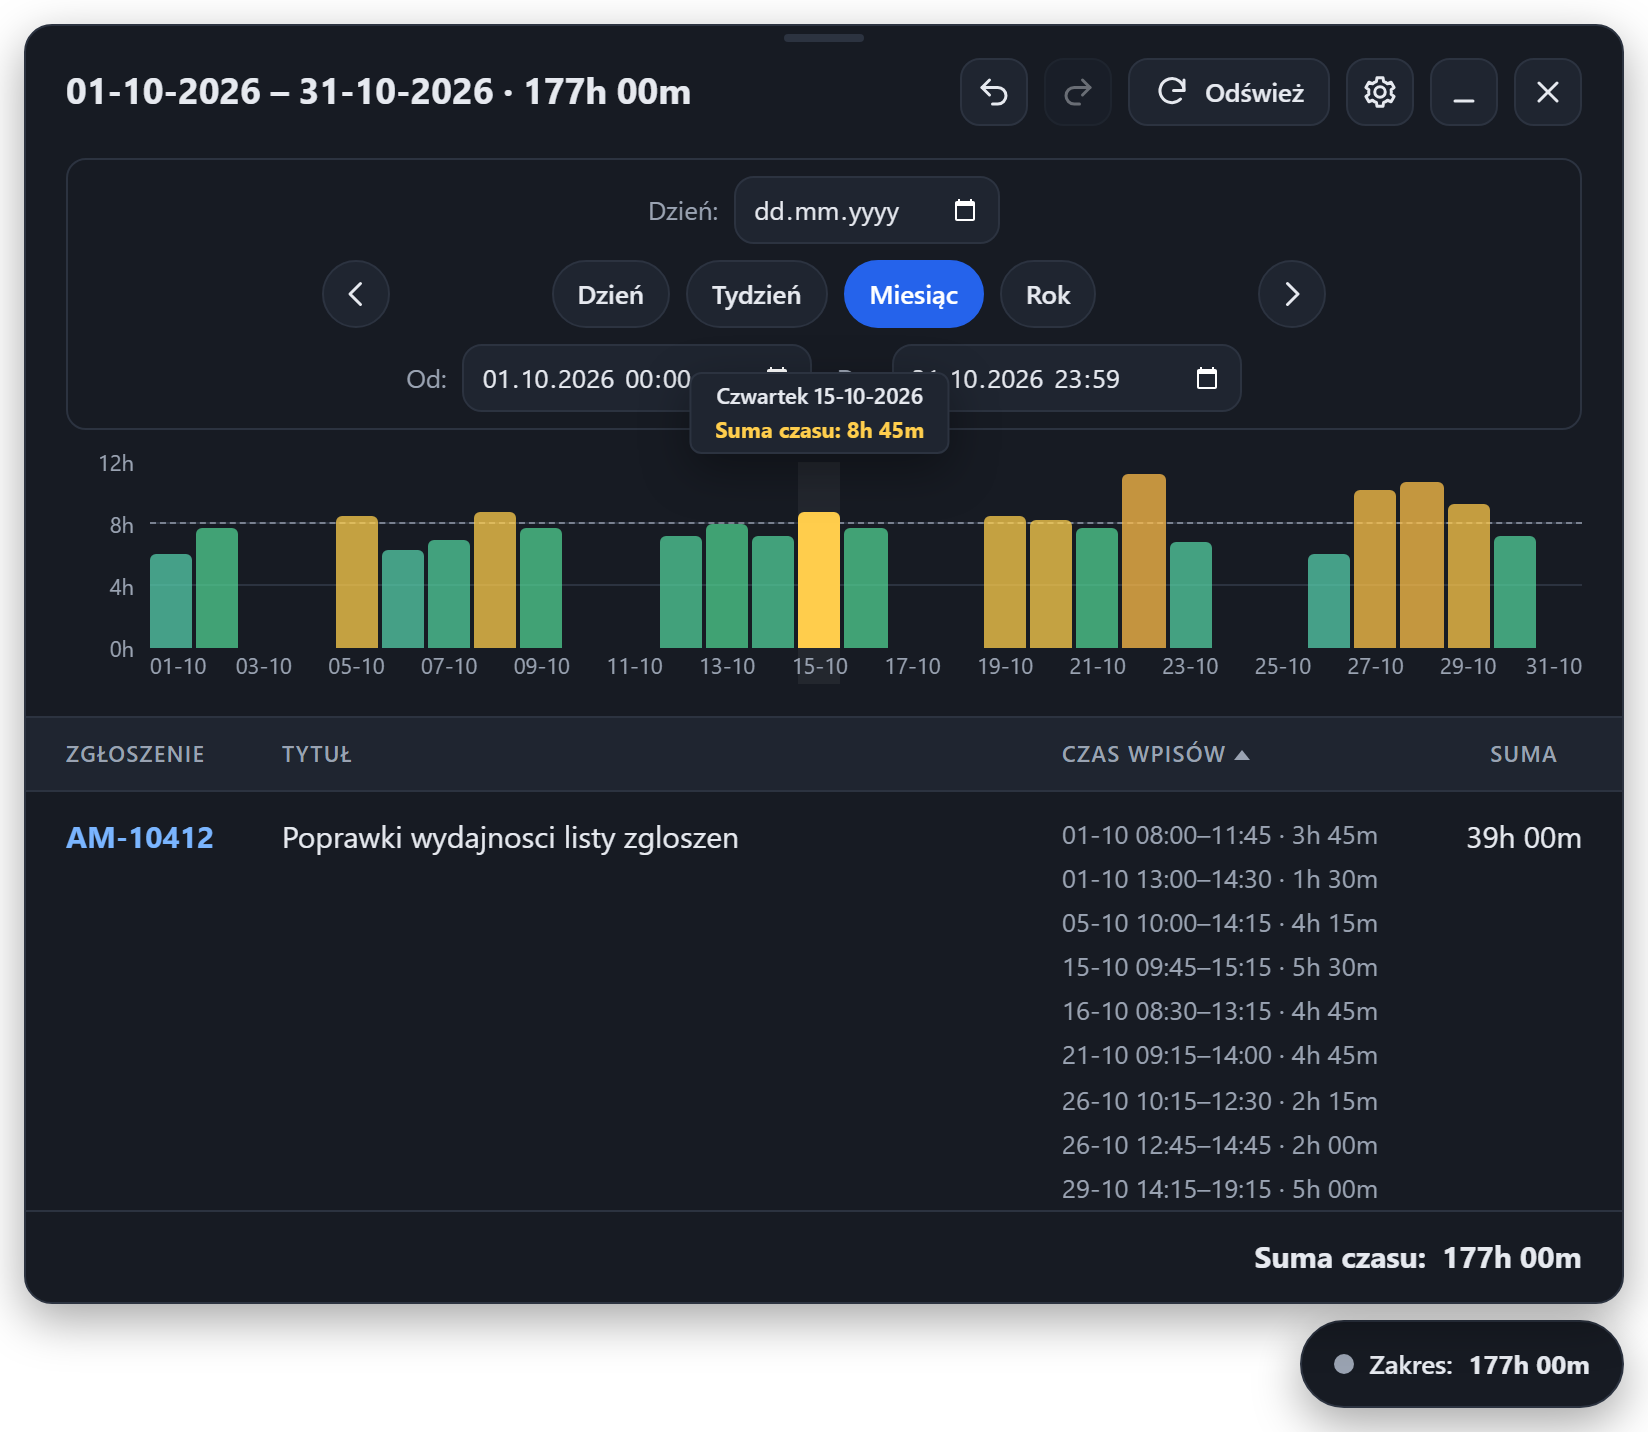 01-10-2026 – 31-10-2026 · 177h 00m
Odśwież
Dzień: dd.mm.yyyy
Dzień Tydzień Miesiąc Rok
Od: 01.10.2026 00:00 10.2026 23:59
Czwartek 15-10-2026
Suma czasu: 8h 45m
12h
8h
4h
0h
01-10 03-10 05-10 07-10 09-10 11-10 13-10 15-10 17-10 19-10 21-10 23-10 25-10 27-10 29-10 31-10
ZGŁOSZENIE TYTUŁ CZAS WPISÓW SUMA
AM-10412 Poprawki wydajnosci listy zgloszen 01-10 08:00–11:45 · 3h 45m 39h 00m
01-10 13:00–14:30 · 1h 30m
05-10 10:00–14:15 · 4h 15m
15-10 09:45–15:15 · 5h 30m
16-10 08:30–13:15 · 4h 45m
21-10 09:15–14:00 · 4h 45m
26-10 10:15–12:30 · 2h 15m
26-10 12:45–14:45 · 2h 00m
29-10 14:15–19:15 · 5h 00m
Suma czasu: 177h 00m
Zakres: 177h 00m